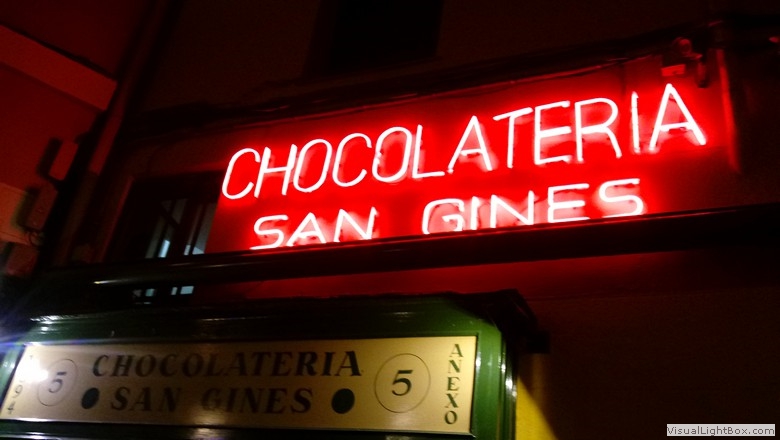 CHOCOLATERIA
SAN GINES
5 CHOCOLATERIA 5
SAN GINES
ANEXO
VisualLightBox.com